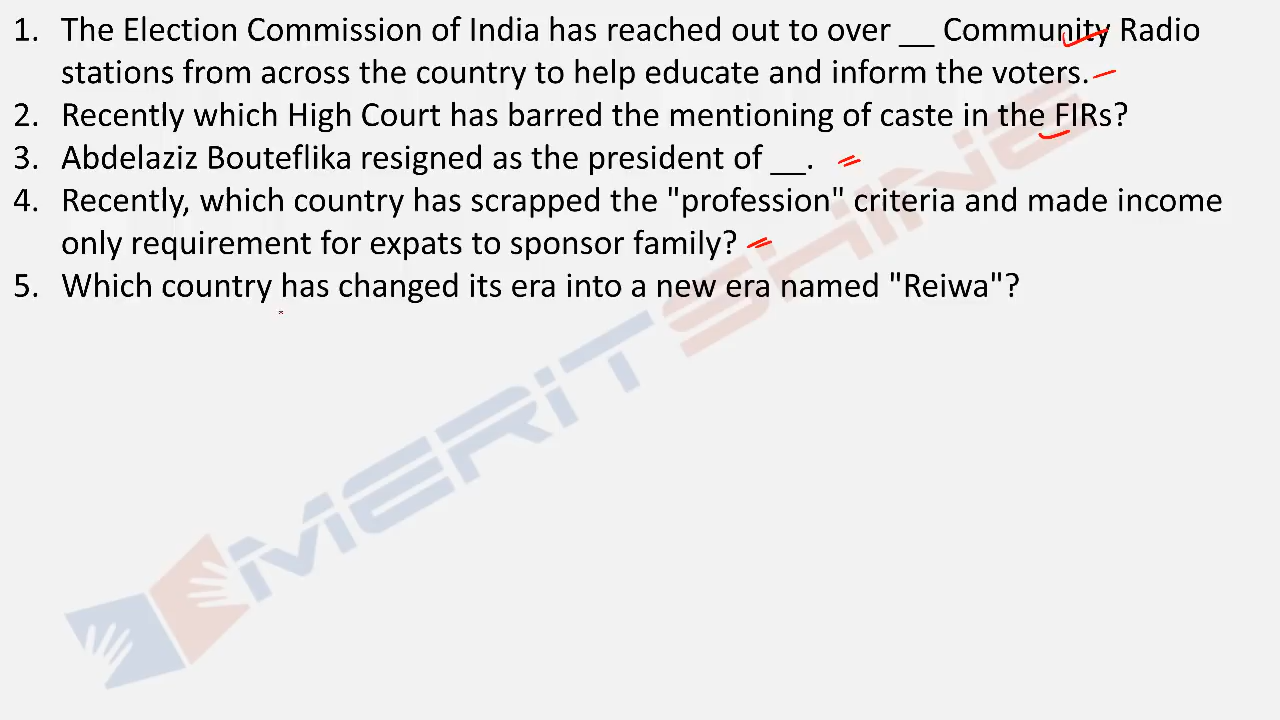 1. The Election Commission of India has reached out to over __ Community Radio
stations from across the country to help educate and inform the voters.
2. Recently which High Court has barred the mentioning of caste in the FIRs?
3. Abdelaziz Bouteflika resigned as the president of __.
4. Recently, which country has scrapped the "profession" criteria and made income
only requirement for expats to sponsor family?
5. Which country has changed its era into a new era named "Reiwa"?
MERiT SHINE